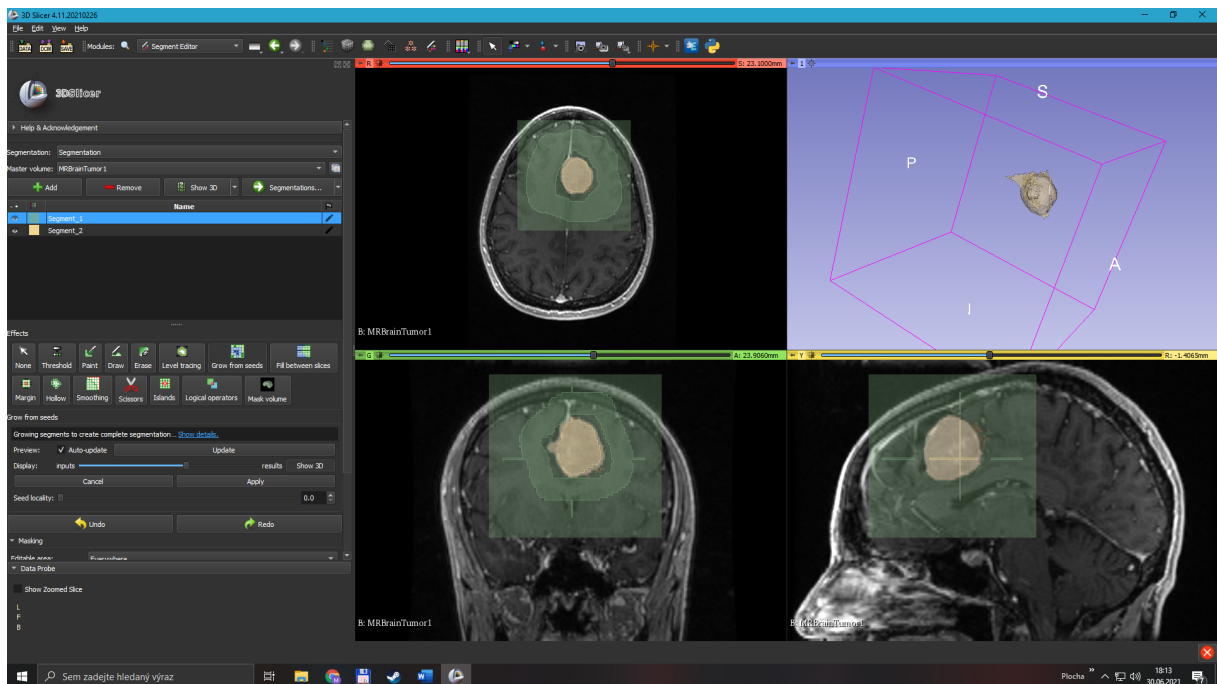 3D Slicer 4.11.20210226
File Edit View Help
DATA DCM SAVE Modules: Segment Editor
3DSlicer
Help & Acknowledgement
Segmentation: Segmentation
Master volume: MRBrainTumor1
Add Remove Show 3D Segmentations...
Name
Segment_1
Segment_2
Effects
None Threshold Paint Draw Erase Level tracing Grow from seeds Fill between slices
Margin Hollow Smoothing Scissors Islands Logical operators Mask volume
Grow from seeds
Growing segments to create complete segmentation... Show details.
Preview: Auto-update Update
Display: inputs results Show 3D
Cancel Apply
Seed locality: 0.0
Undo Redo
Masking
Editable area: Everywhere
Data Probe
Show Zoomed Slice
L
F
B
R S: 23.1000mm
B: MRBrainTumor1
1
S
P
A
I
G A: 23.9060mm
B: MRBrainTumor1
Y R: -1.4065mm
B: MRBrainTumor1
Sem zadejte hledaný výraz
Plocha
18:13
30.06.2021